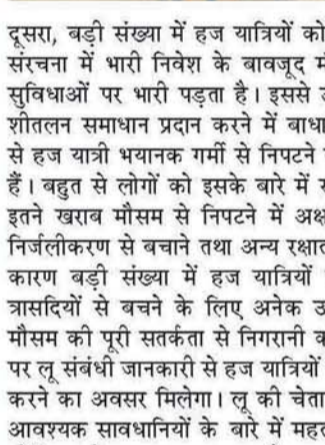 दूसरा, बड़ी संख्या में हज यात्रियों को
संरचना में भारी निवेश के बावजूद
सुविधाओं पर भारी पड़ता है। इससे
शीतलन समाधान प्रदान करने में बाधा
से हज यात्री भयानक गर्मी से निपटने
हैं। बहुत से लोगों को इसके बारे में
इतने खराब मौसम से निपटने में अक्ष
निर्जलीकरण से बचाने तथा अन्य रक्षात
कारण बड़ी संख्या में हज यात्रियों
त्रासदियों से बचने के लिए अनेक
मौसम की पूरी सतर्कता से निगरानी
पर लू संबंधी जानकारी से हज यात्रियों
करने का अवसर मिलेगा। लू की चेता
आवश्यक सावधानियों के बारे में मह